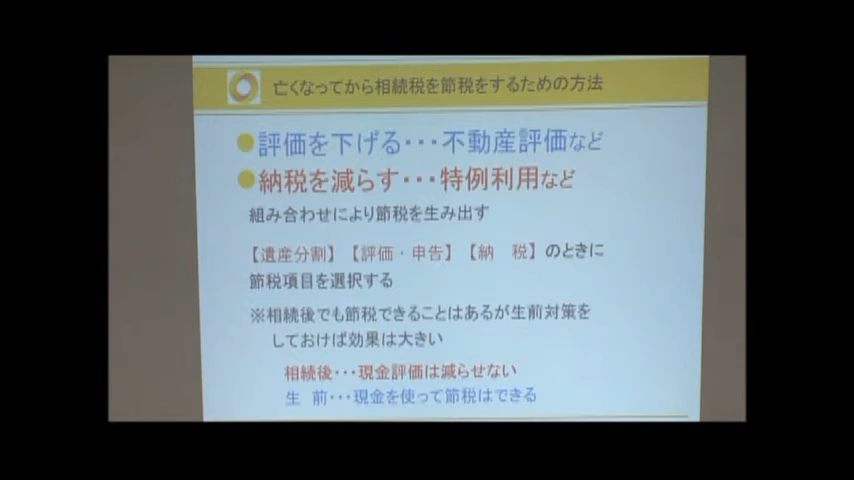 亡くなってから相続税を節税をするための方法
●評価を下げる・・・不動産評価など
●納税を減らす・・・特例利用など
組み合わせにより節税を生み出す
【遺産分割】【評価・申告】【納　税】のときに
節税項目を選択する
※相続後でも節税できることはあるが生前対策を
しておけば効果は大きい
相続後・・・現金評価は減らせない
生　前・・・現金を使って節税はできる